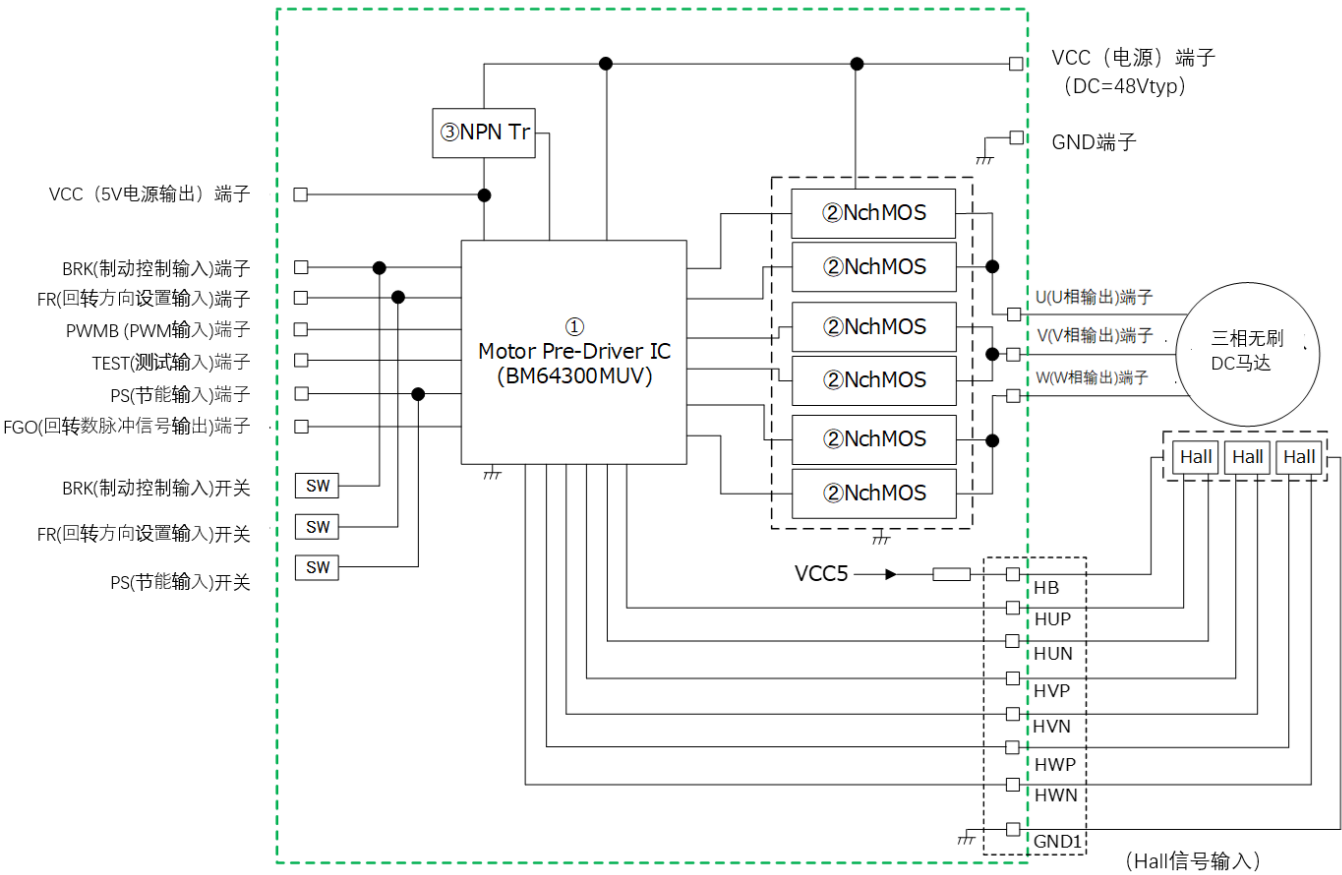 VCC（电源）端子
（DC=48Vtyp）
GND端子
③NPN Tr
VCC（5V电源输出）端子
BRK(制动控制输入)端子
FR(回转方向设置输入)端子
PWMB (PWM输入)端子
TEST(测试输入)端子
PS(节能输入)端子
FGO(回转数脉冲信号输出)端子
BRK(制动控制输入)开关
FR(回转方向设置输入)开关
PS(节能输入)开关
SW
SW
SW
①
Motor Pre-Driver IC
(BM64300MUV)
②NchMOS
②NchMOS
②NchMOS
②NchMOS
②NchMOS
②NchMOS
U(U相输出)端子
V(V相输出)端子
W(W相输出)端子
三相无刷
DC马达
Hall Hall Hall
VCC5
HB
HUP
HUN
HVP
HVN
HWP
HWN
GND1
（Hall信号输入）